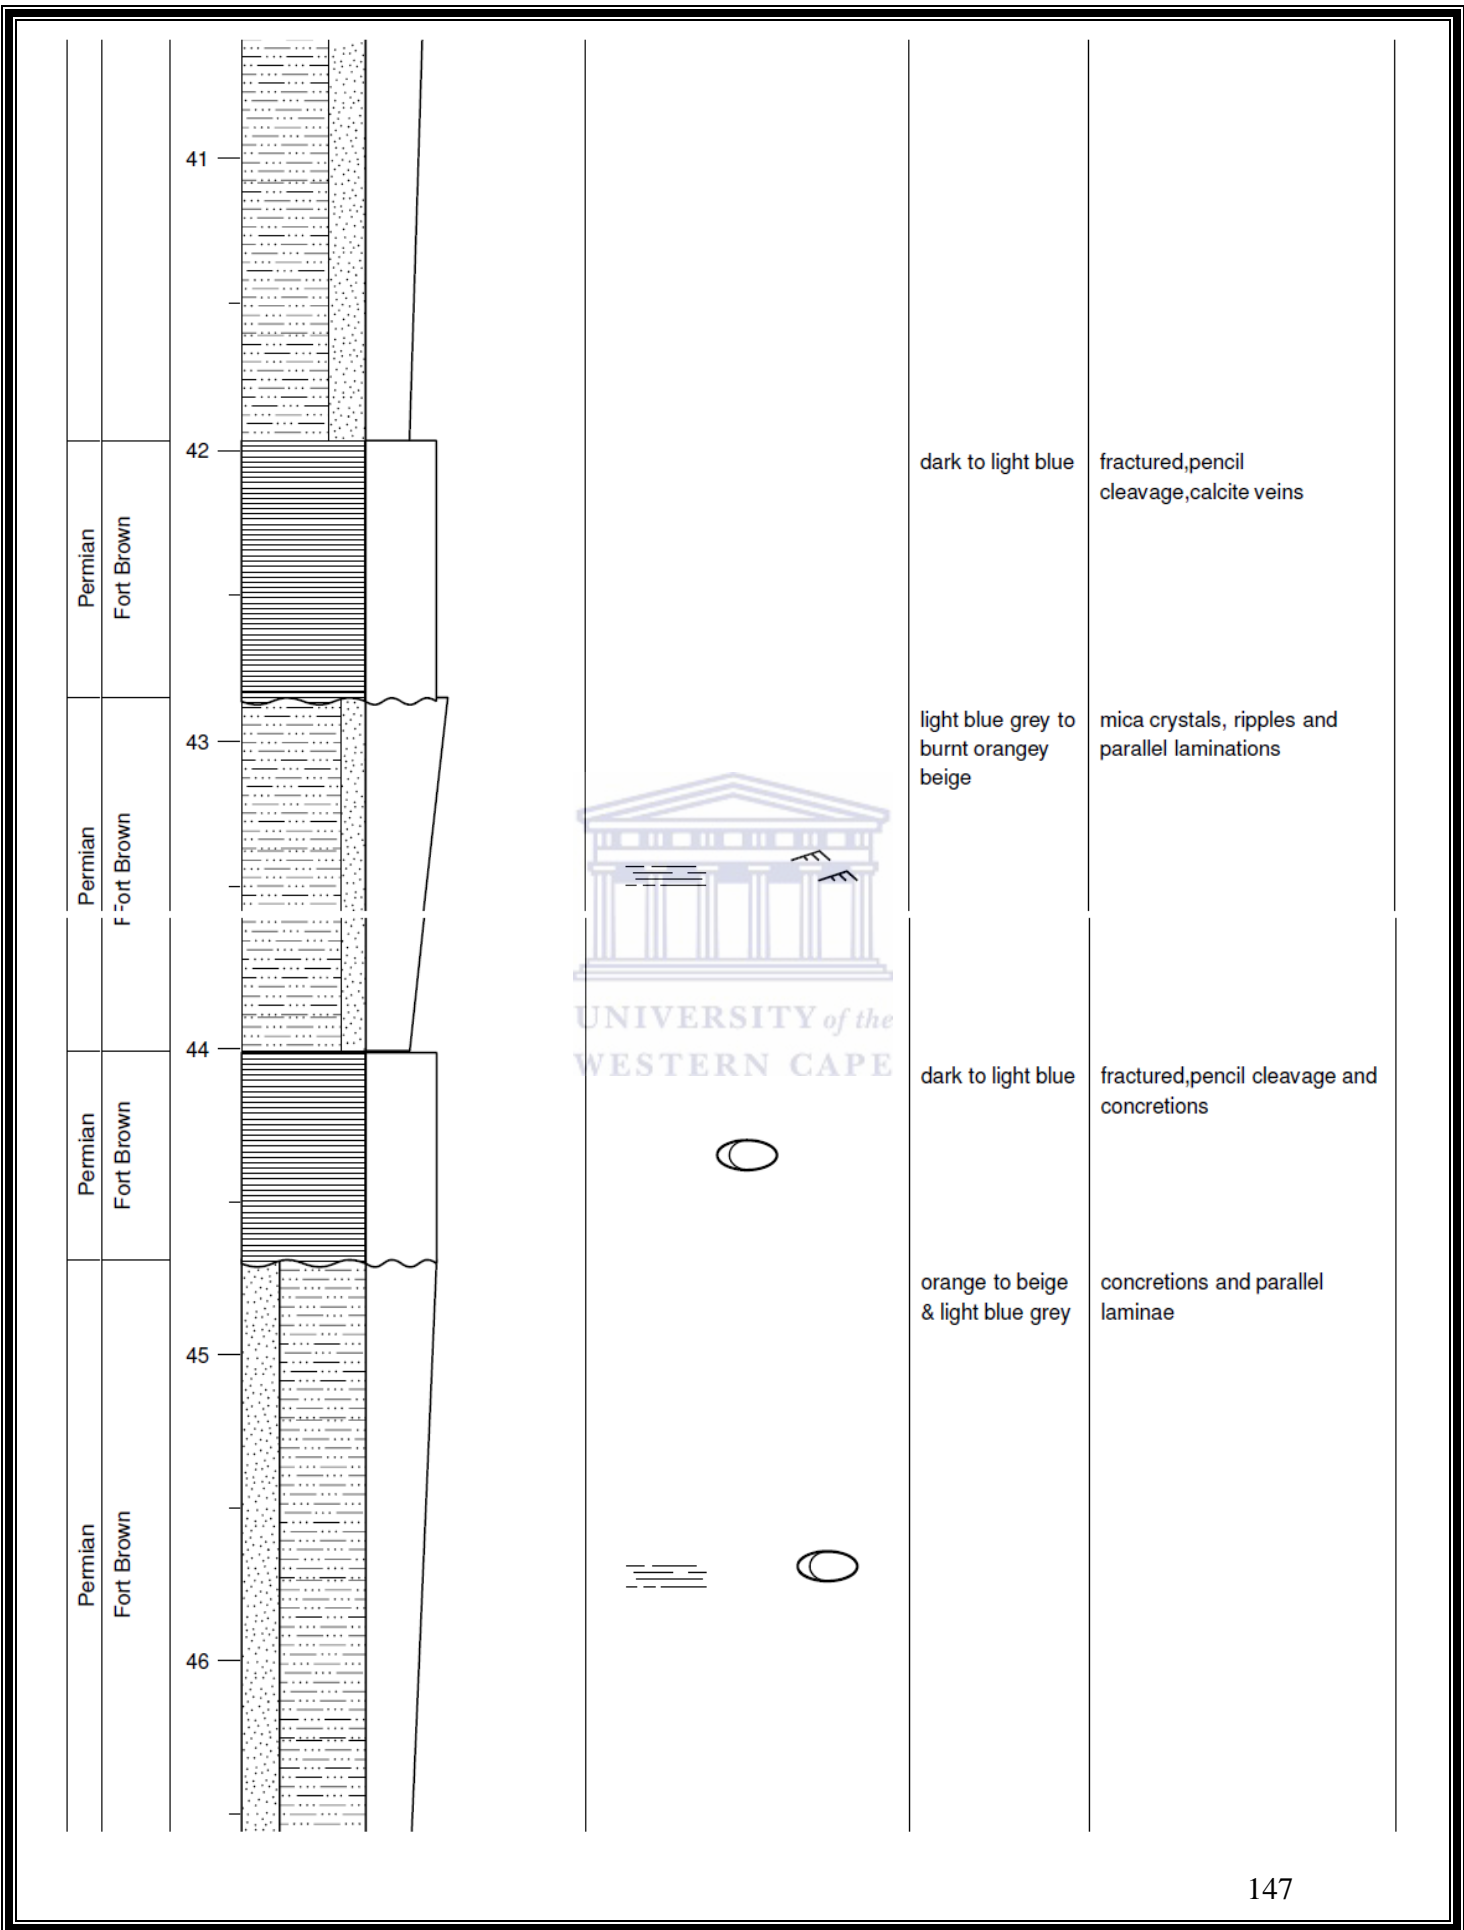 41
42
dark to light blue
fractured,pencil
cleavage,calcite veins
Permian
Fort Brown
light blue grey to
burnt orangey
beige
mica crystals, ripples and
parallel laminations
43
Permian
Fort Brown
UNIVERSITY of the
WESTERN CAPE
44
dark to light blue
fractured,pencil cleavage and
concretions
Permian
Fort Brown
orange to beige
& light blue grey
concretions and parallel
laminae
45
Permian
Fort Brown
46
147